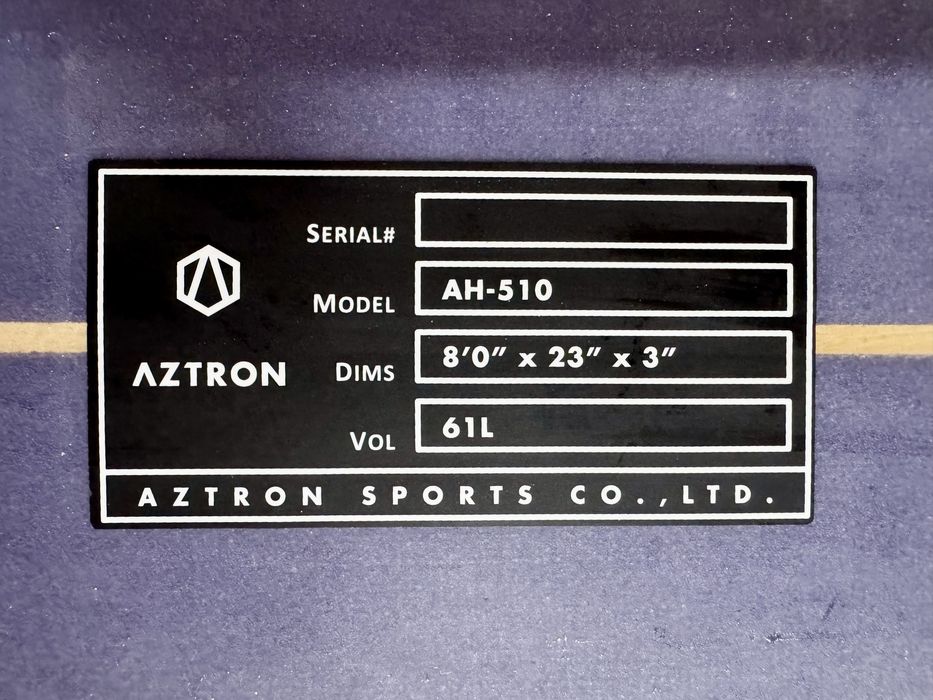 SERIAL#
MODEL AH-510
DIMS 8′0″ x 23″ x 3″
VOL 61L
AZTRON
AZTRON SPORTS CO.,LTD.